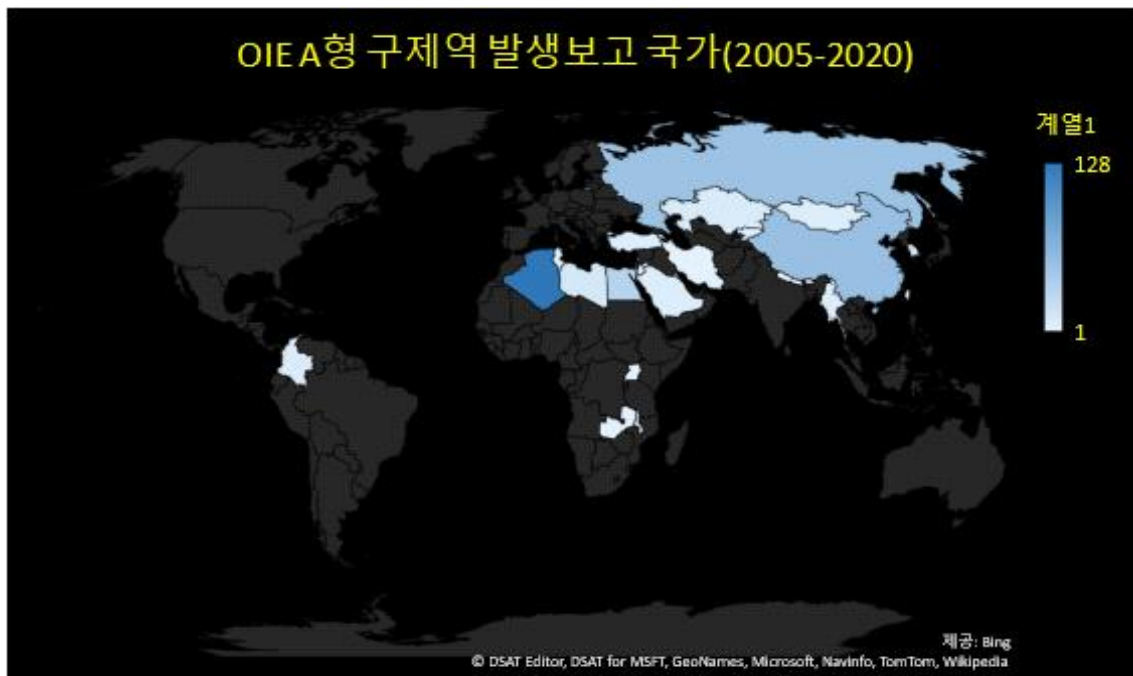 OIE A형 구제역 발생보고 국가(2005-2020)
계열1
128
1
제공: Bing
© DSAT Editor, DSAT for MSFT, GeoNames, Microsoft, Navinfo, TomTom, Wikipedia